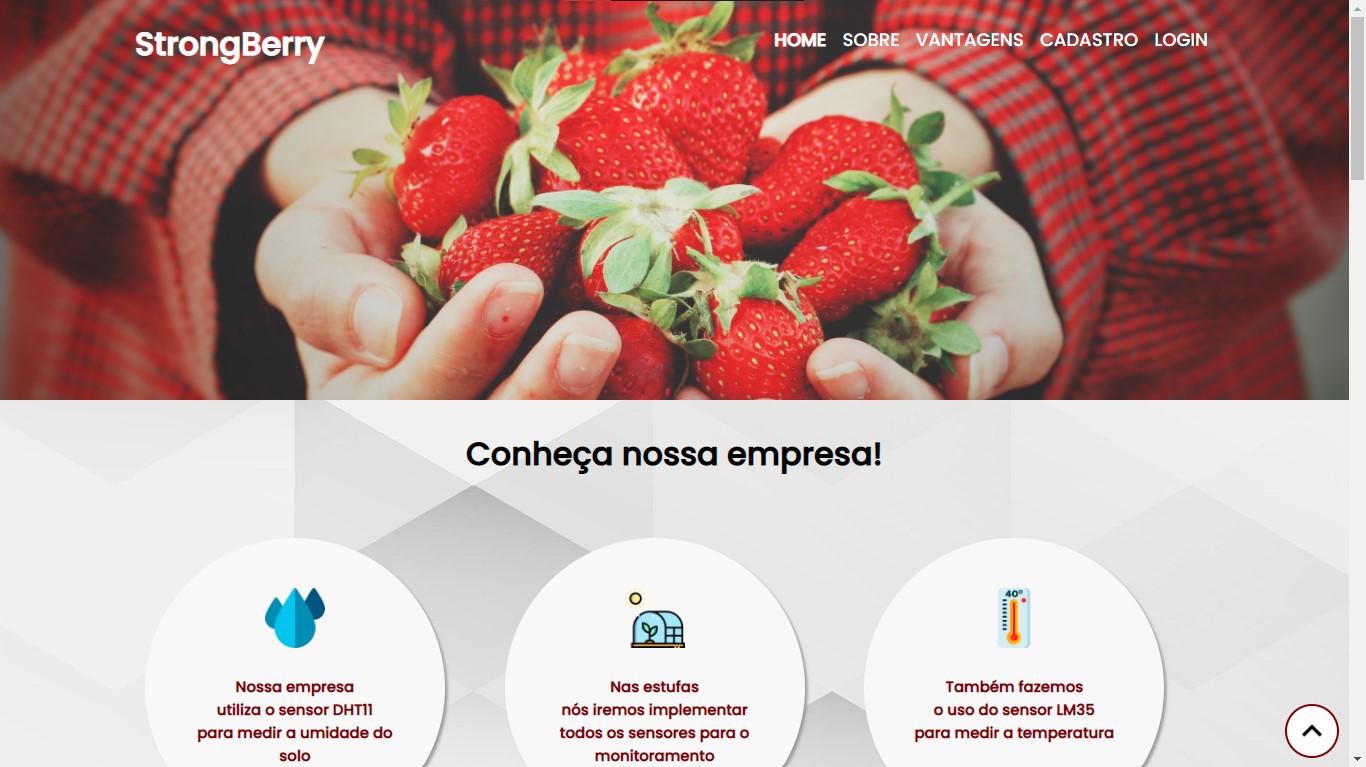 StrongBerry
HOME SOBRE VANTAGENS CADASTRO LOGIN
Conheça nossa empresa!
Nossa empresa
utiliza o sensor DHT11
para medir a umidade do
solo
Nas estufas
nós iremos implementar
todos os sensores para o
monitoramento
40º
Também fazemos
o uso do sensor LM35
para medir a temperatura